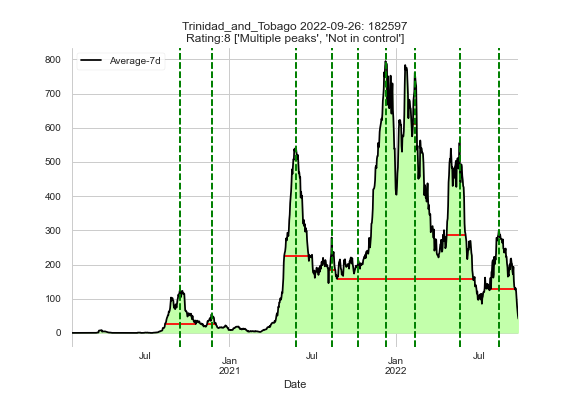 Trinidad_and_Tobago 2022-09-26: 182597
Rating:8 ['Multiple peaks', 'Not in control']
Average-7d
800
700
600
500
400
300
200
100
0
Jul
Jan
2021
Jul
Jan
2022
Jul
Date